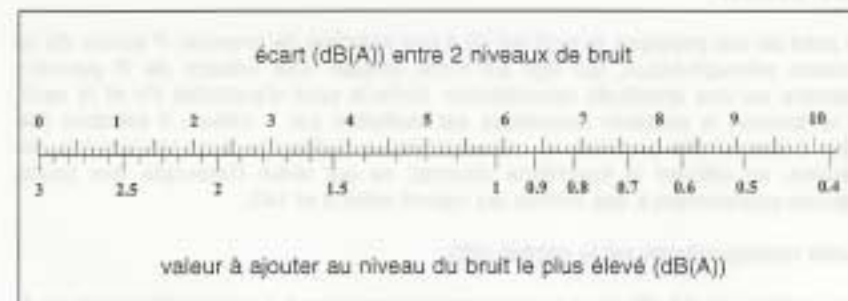 écart (dB(A)) entre 2 niveaux de bruit
0 1 2 3 4 5 6 7 8 9 10
3 2.5 2 1.5 1 0.9 0.8 0.7 0.6 0.5 0.4
valeur à ajouter au niveau du bruit le plus élevé (dB(A))